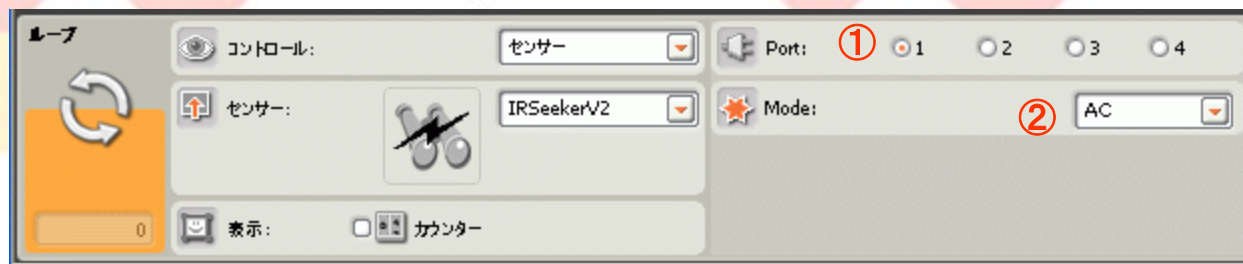 ループ
コントロール: センサー
Port: ① 1 2 3 4
センサー: IRSeekerV2
Mode: ② AC
0
表示: カウンター